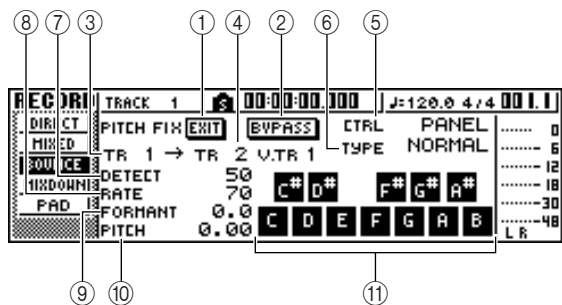 ⑧ ⑦ ③ ① ④ ② ⑥ ⑤
RECORD TRACK 1 S 00:00:00.000 ♩=120.0 4/4 001.1
DIRECT PITCH FIX EXIT BYPASS CTRL PANEL 0
MIXED TR 1 → TR 2 V.TR 1 TYPE NORMAL 6
BOUNCE DETECT 50 12
MIXDOWN RATE 70 C# D# F# G# A# 18
PAD FORMANT 0.0 30
PITCH 0.00 C D E F G A B 48
L R
⑨ ⑩ ⑪